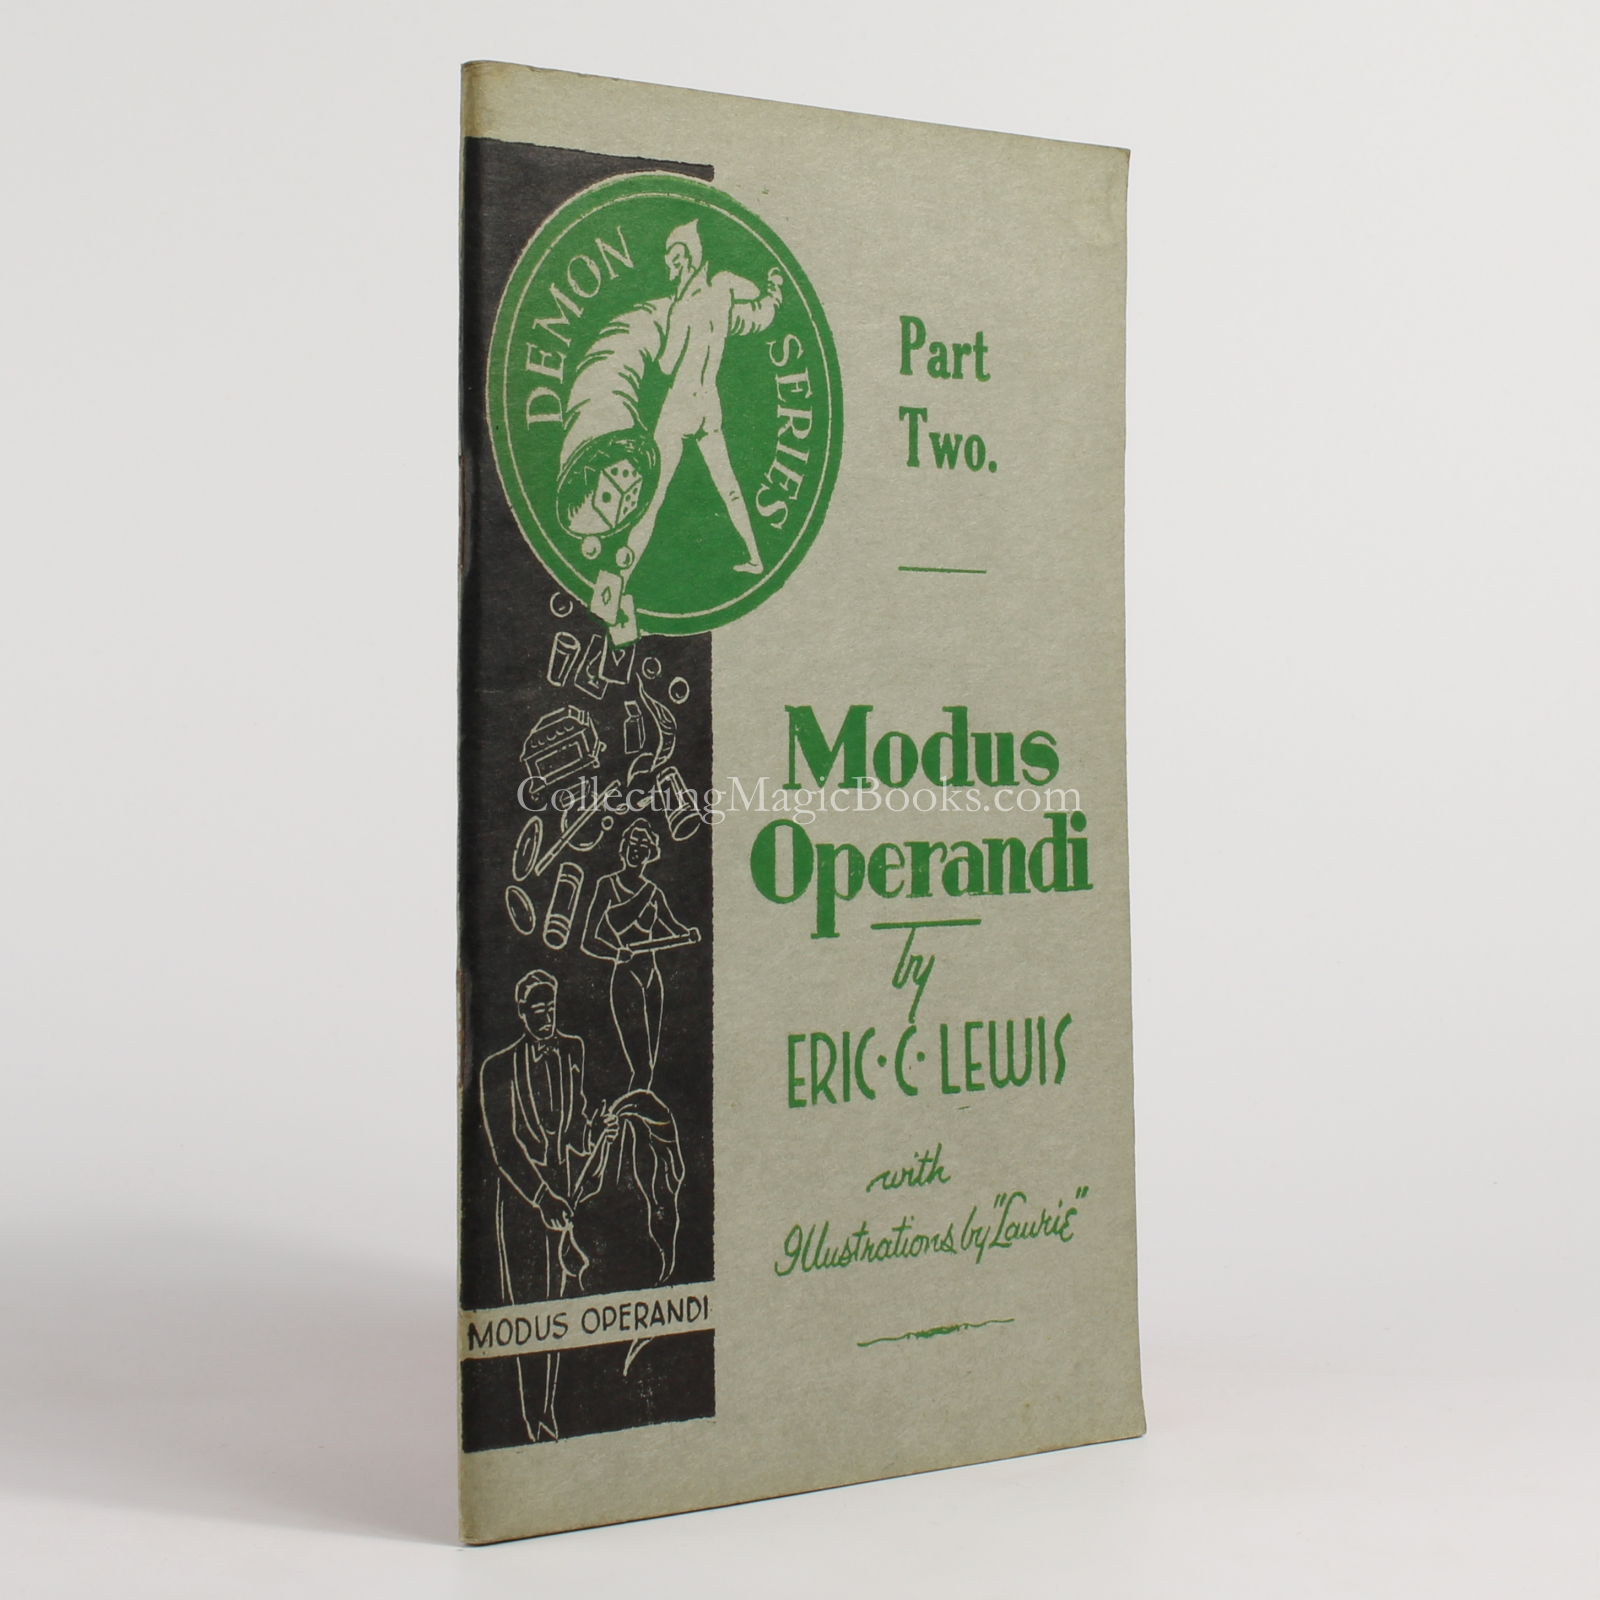 DEMON SERIES
Part
Two.
Modus
Operandi
by
ERIC·C·LEWIS
with
Illustrations by "Laurie"
MODUS OPERANDI
CollectingMagicBooks.com